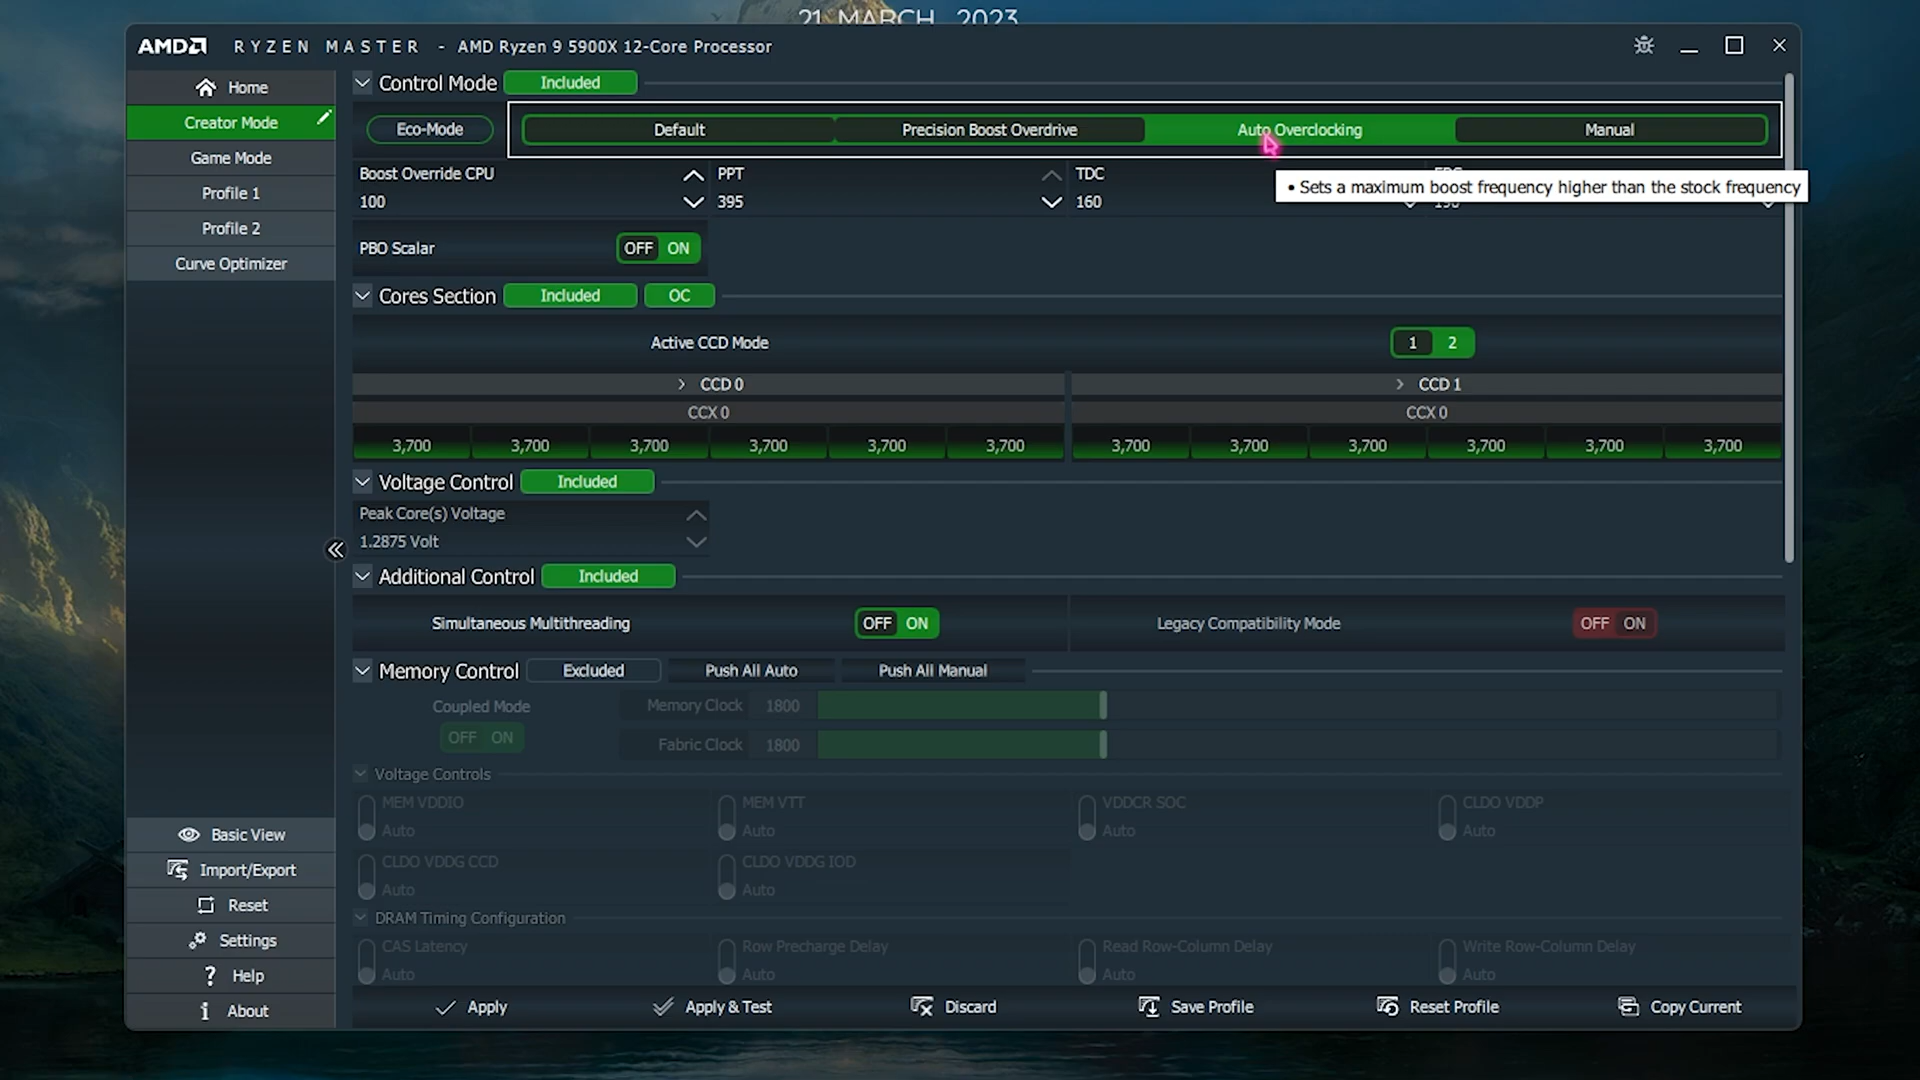 21 MARCH, 2023
AMD RYZEN MASTER - AMD Ryzen 9 5900X 12-Core Processor
Home
Creator Mode
Game Mode
Profile 1
Profile 2
Curve Optimizer
Control Mode Included
Eco-Mode Default Precision Boost Overdrive Auto Overclocking Manual
Boost Override CPU PPT TDC
100 395 160
• Sets a maximum boost frequency higher than the stock frequency
PBO Scalar OFF ON
Cores Section Included OC
Active CCD Mode 1 2
CCD 0 CCD 1
CCX 0 CCX 0
3,700 3,700 3,700 3,700 3,700 3,700 3,700 3,700 3,700 3,700 3,700 3,700
Voltage Control Included
Peak Core(s) Voltage
1.2875 Volt
Additional Control Included
Simultaneous Multithreading OFF ON Legacy Compatibility Mode OFF ON
Memory Control Excluded Push All Auto Push All Manual
Coupled Mode Memory Clock 1800
OFF ON Fabric Clock 1800
Voltage Controls
MEM VDDIO MEM VTT VDDCR SOC CLDO VDDP
Auto Auto Auto Auto
CLDO VDDG CCD CLDO VDDG IOD
Auto Auto
DRAM Timing Configuration
CAS Latency Row Precharge Delay Read Row-Column Delay Write Row-Column Delay
Auto Auto Auto Auto
Basic View
Import/Export
Reset
Settings
? Help
i About
Apply Apply & Test Discard Save Profile Reset Profile Copy Current